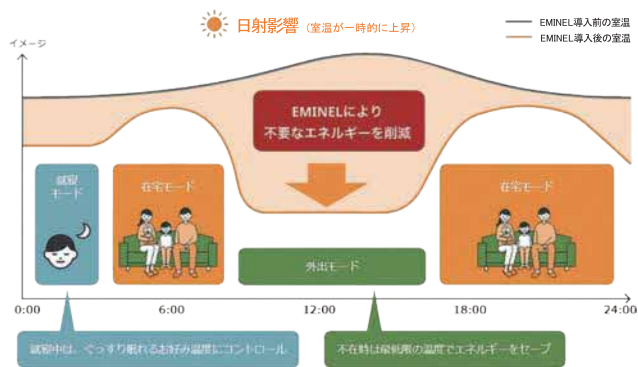 日射影響（室温が一時的に上昇）
EMINEL導入前の室温
EMINEL導入後の室温
イメージ
EMINELにより
不要なエネルギーを削減
就寝
モード
在宅モード
在宅モード
外出モード
0:00
6:00
12:00
18:00
24:00
就寝中は、ぐっすり眠れるお好み温度にコントロール
不在時は最低限の温度でエネルギーをセーブ